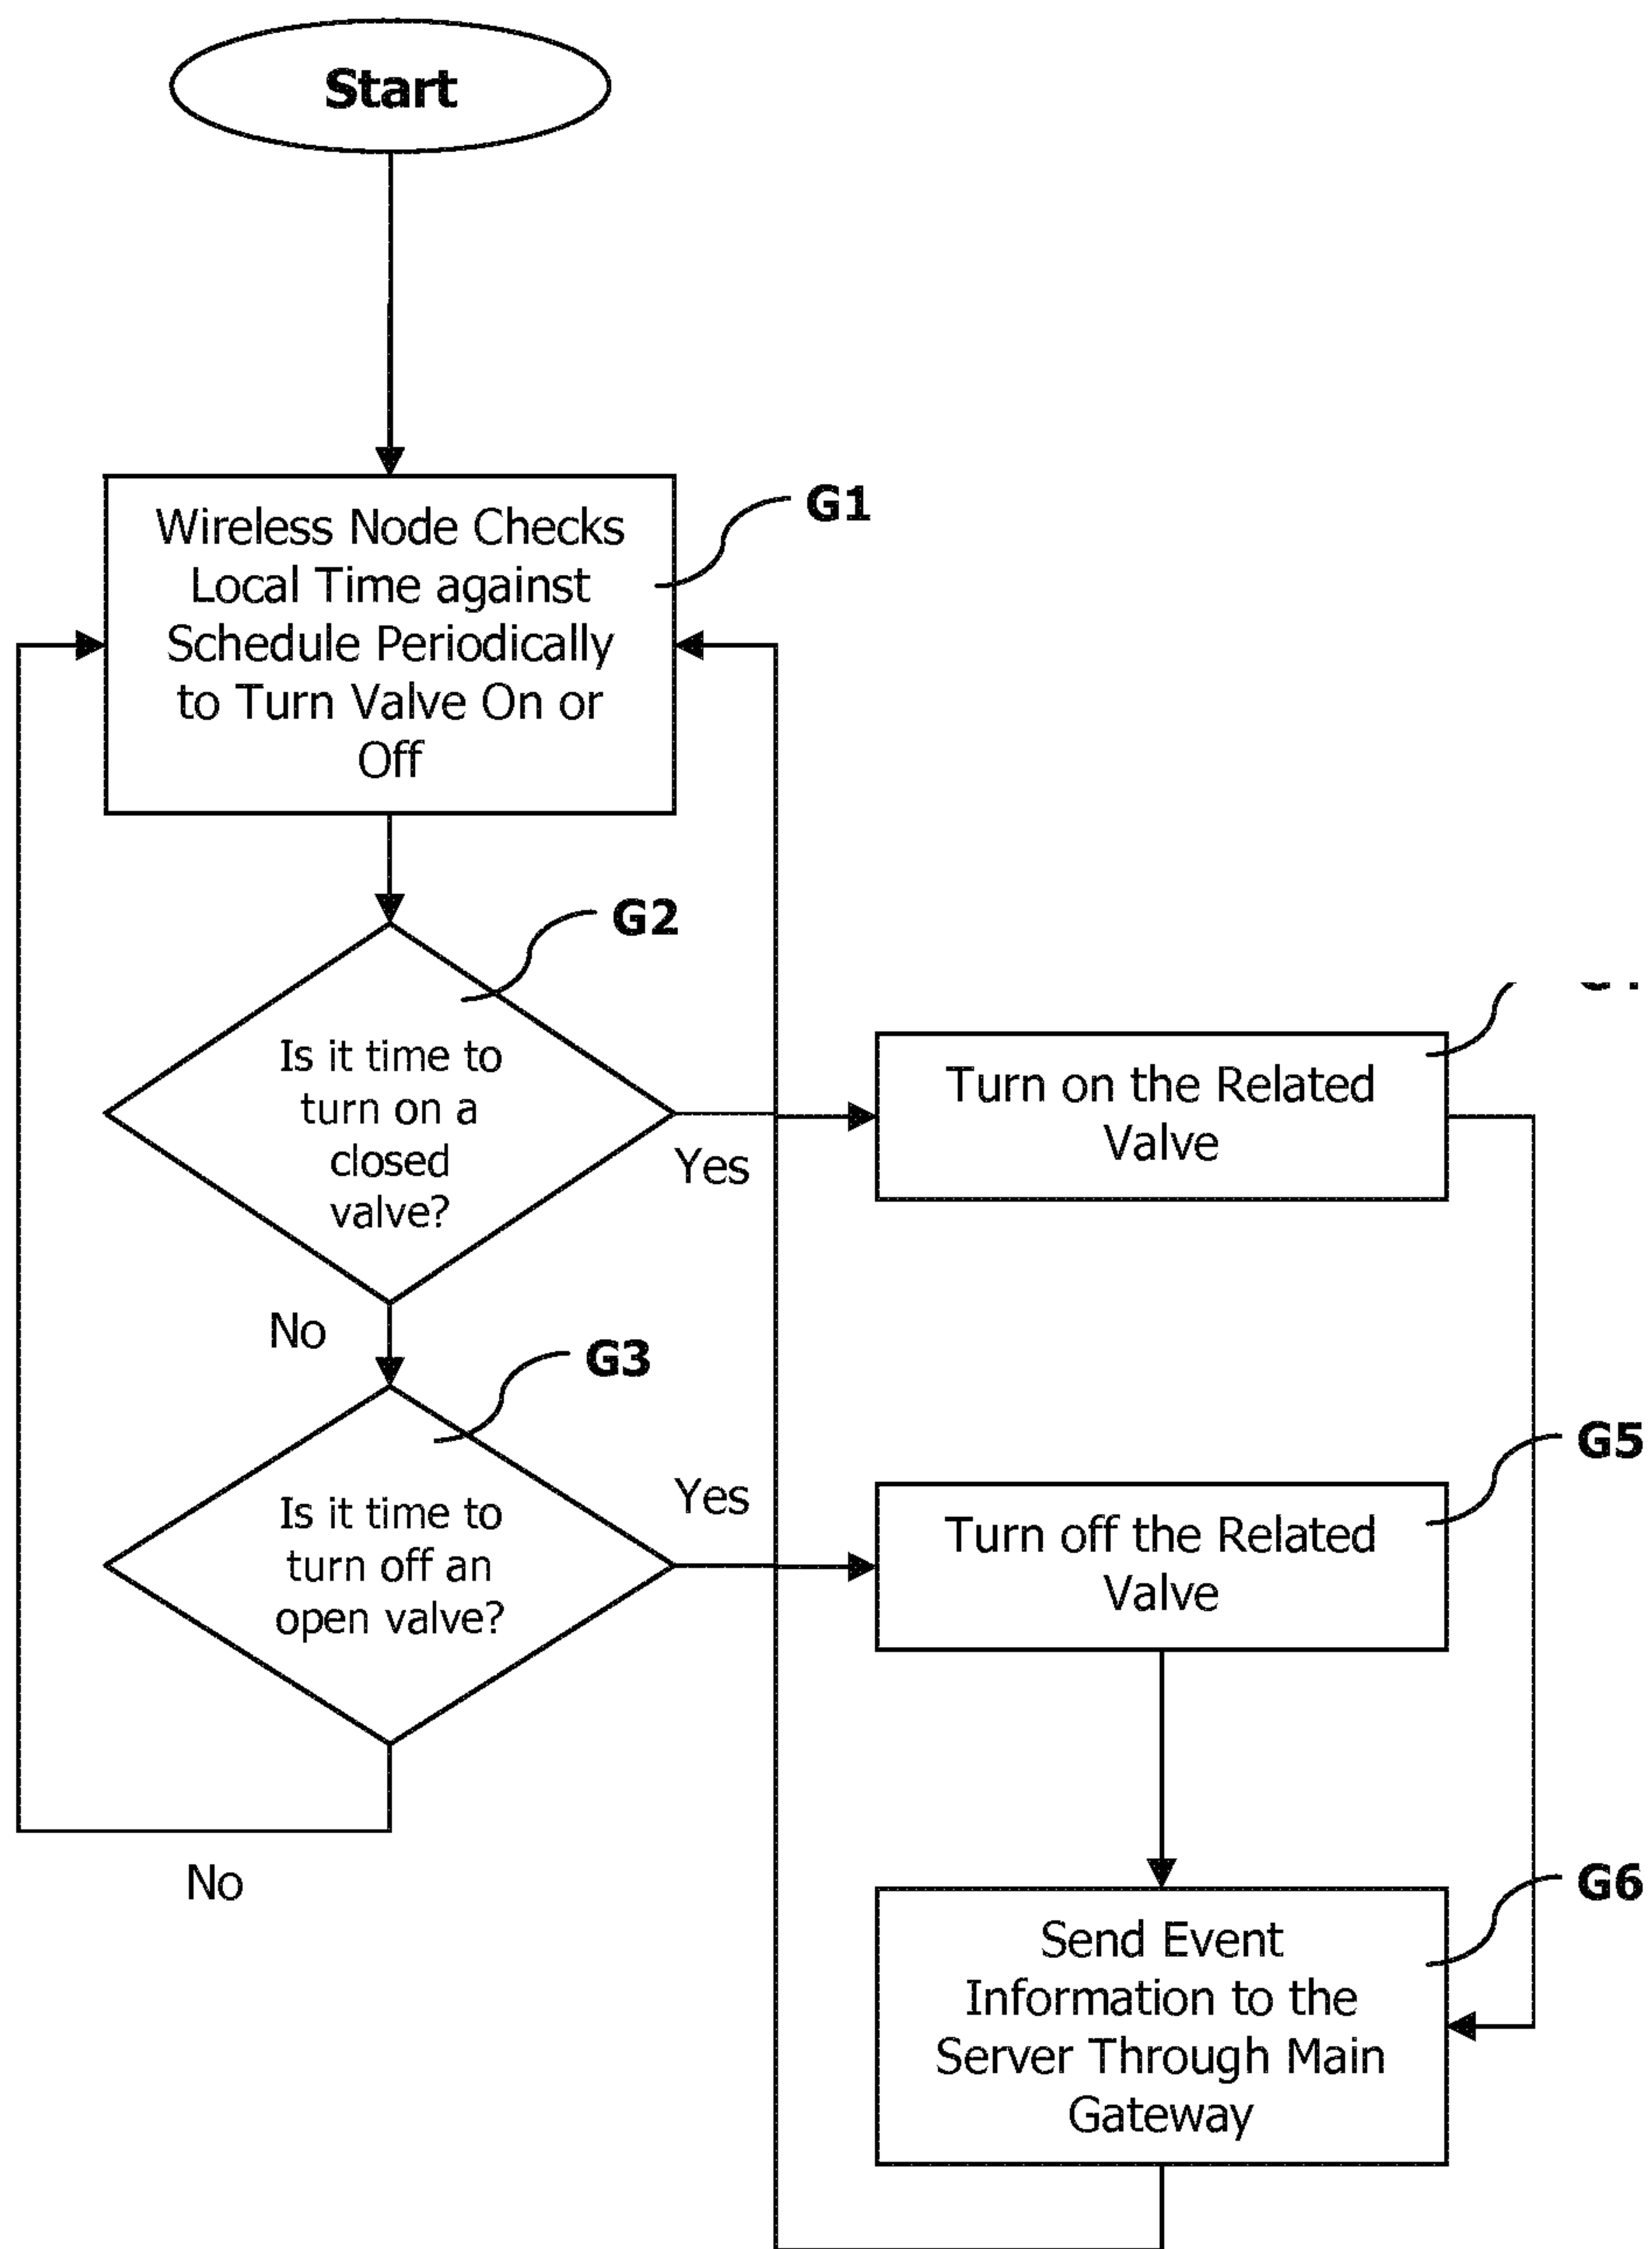 Start
G1
Wireless Node Checks
Local Time against
Schedule Periodically
to Turn Valve On or
Off
G2
Is it time to
turn on a
closed
valve?
Yes
Turn on the Related
Valve
No
G3
Is it time to
turn off an
open valve?
Yes
G5
Turn off the Related
Valve
No
G6
Send Event
Information to the
Server Through Main
Gateway